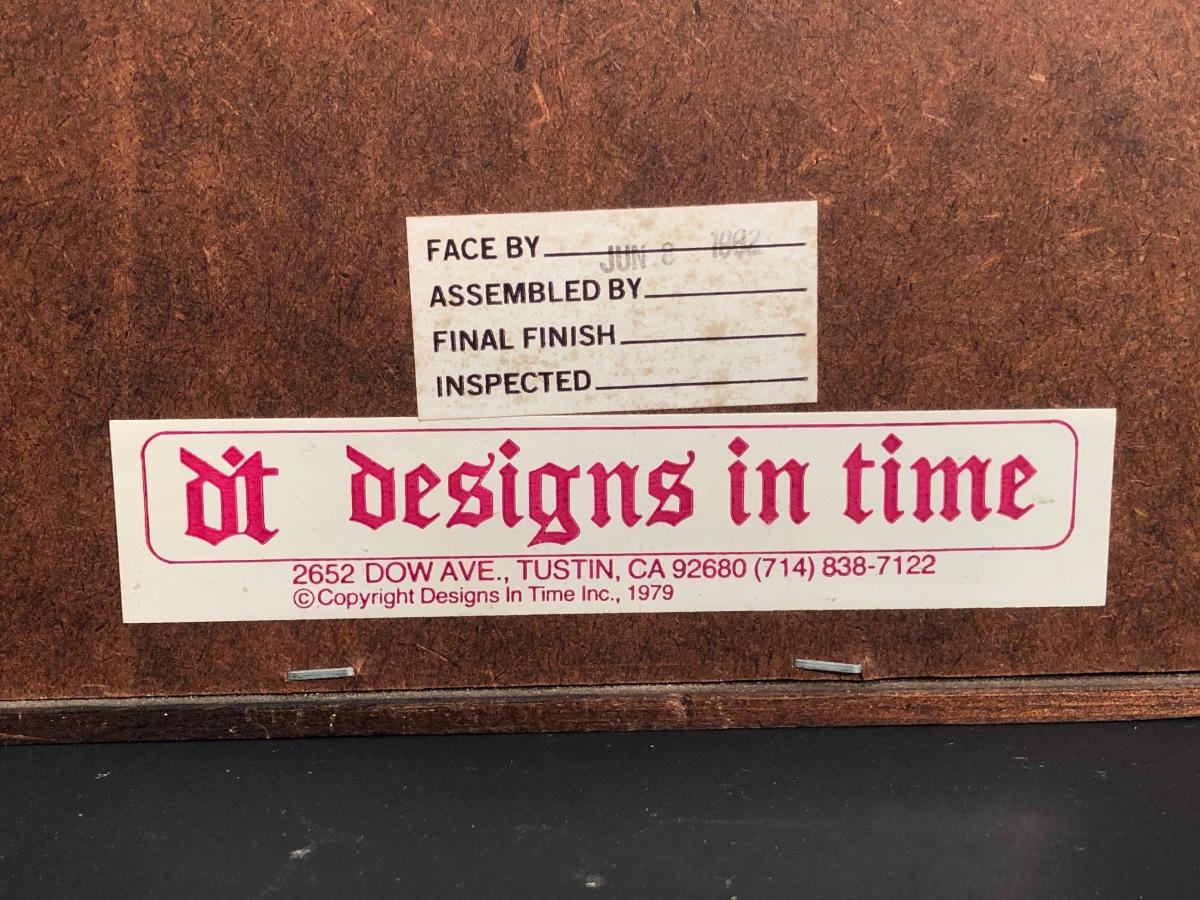 FACE BY JUN 8 1982
ASSEMBLED BY
FINAL FINISH
INSPECTED
dit designs in time
2652 DOW AVE., TUSTIN, CA 92680 (714) 838-7122
©Copyright Designs In Time Inc., 1979